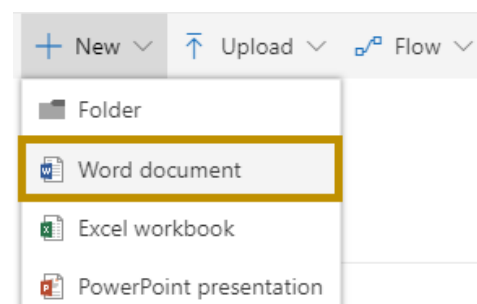 New Upload Flow
Folder
Word document
Excel workbook
PowerPoint presentation